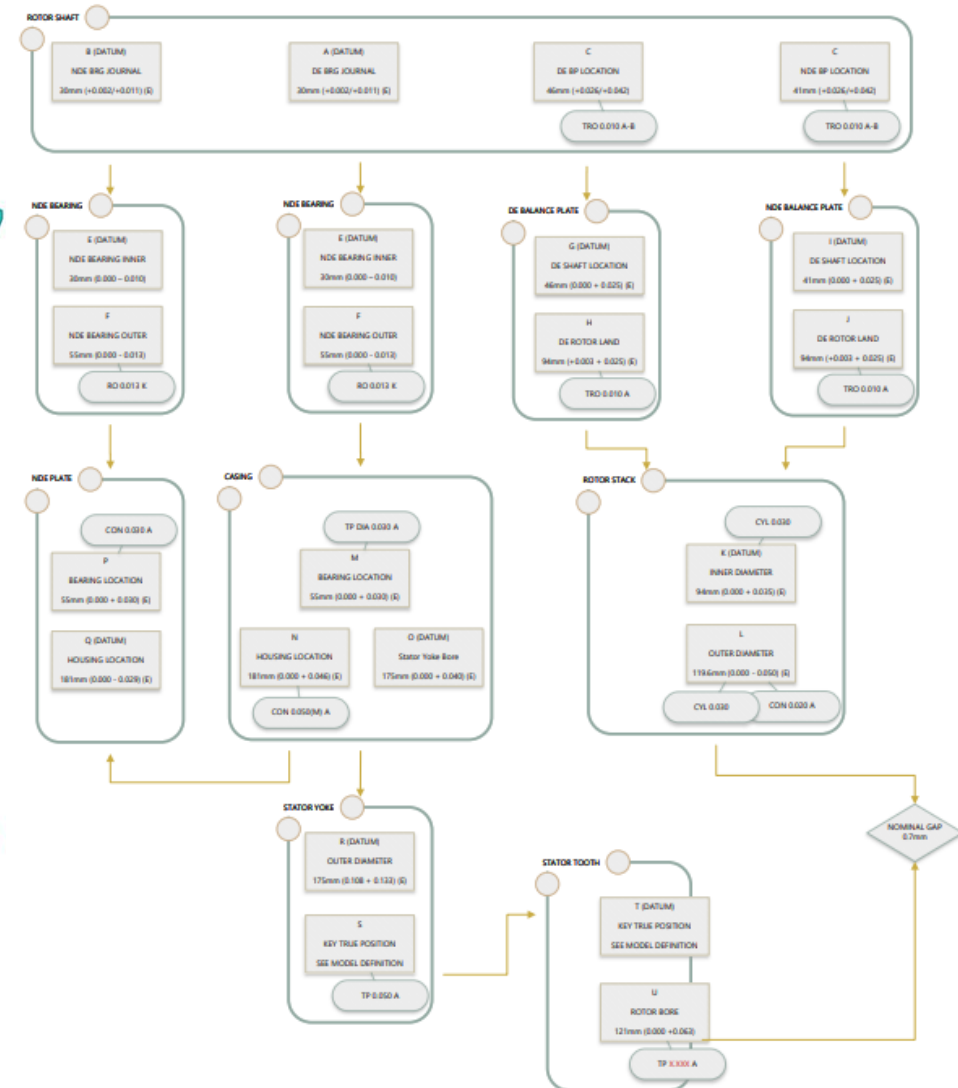 ROTOR SHAFT
B (DATUM)
NDE BRG JOURNAL
30mm (+0.002/+0.011) (E)
A (DATUM)
DE BRG JOURNAL
30mm (+0.002/+0.011) (E)
C
DE BP LOCATION
46mm (+0.026/+0.042)
TRO 0.010 A-B
C
NDE BP LOCATION
41mm (+0.026/+0.042)
TRO 0.010 A-B
NDE BEARING
E (DATUM)
NDE BEARING INNER
30mm (0.000 – 0.010)
F
NDE BEARING OUTER
55mm (0.000 - 0.013)
RO 0.013 K
NDE BEARING
E (DATUM)
NDE BEARING INNER
30mm (0.000 – 0.010)
F
NDE BEARING OUTER
55mm (0.000 - 0.013)
RO 0.013 K
DE BALANCE PLATE
G (DATUM)
DE SHAFT LOCATION
46mm (0.000 + 0.025) (E)
H
DE ROTOR LAND
94mm (+0.003 + 0.025) (E)
TRO 0.010 A
NDE BALANCE PLATE
I (DATUM)
DE SHAFT LOCATION
41mm (0.000 + 0.025) (E)
J
DE ROTOR LAND
94mm (+0.003 + 0.025) (E)
TRO 0.010 A
NDE PLATE
CON 0.030 A
P
BEARING LOCATION
55mm (0.000 + 0.030) (E)
Q (DATUM)
HOUSING LOCATION
181mm (0.000 - 0.029) (E)
CASING
TP DIA 0.030 A
M
BEARING LOCATION
55mm (0.000 + 0.030) (E)
N
HOUSING LOCATION
181mm (0.000 + 0.046) (E)
CON 0.050(M) A
O (DATUM)
Stator Yoke Bore
175mm (0.000 + 0.040) (E)
ROTOR STACK
CYL 0.030
K (DATUM)
INNER DIAMETER
94mm (0.000 + 0.035) (E)
L
OUTER DIAMETER
119.6mm (0.000 - 0.050) (E)
CYL 0.030
CON 0.020 A
STATOR YOKE
R (DATUM)
OUTER DIAMETER
175mm (0.108 + 0.133) (E)
S
KEY TRUE POSITION
SEE MODEL DEFINITION
TP 0.050 A
STATOR TOOTH
T (DATUM)
KEY TRUE POSITION
SEE MODEL DEFINITION
U
ROTOR BORE
121mm (0.000 +0.063)
TP X.XXX A
NOMINAL GAP
0.7mm